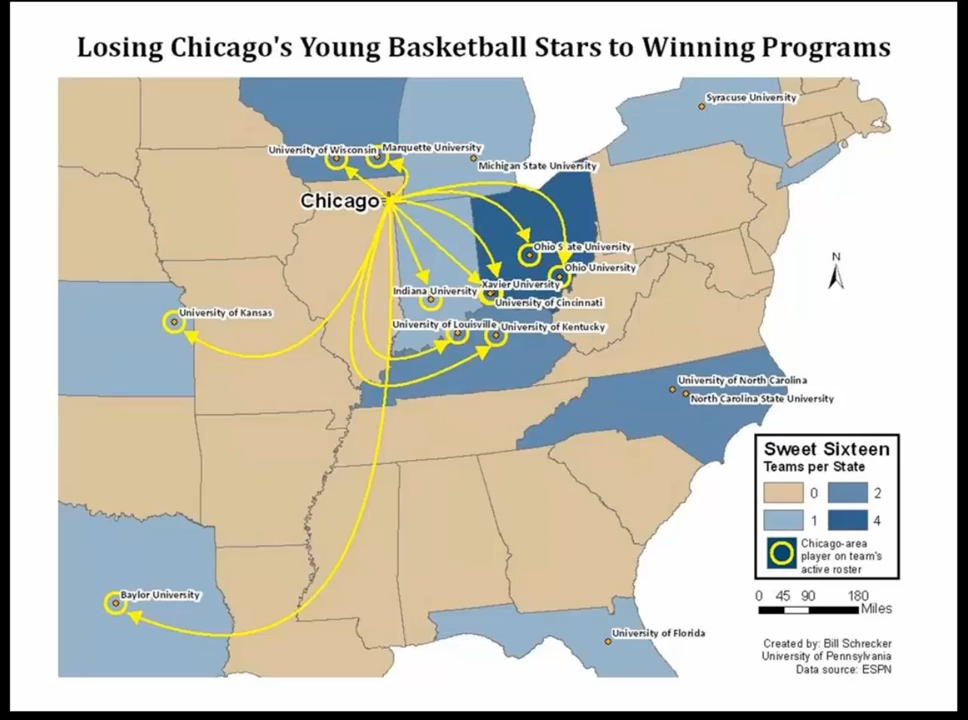 Losing Chicago's Young Basketball Stars to Winning Programs
Syracuse University
University of Wisconsin
Marquette University
Michigan State University
Chicago
Ohio State University
Ohio University
Xavier University
Indiana University
University of Cincinnati
University of Kansas
University of Louisville
University of Kentucky
University of North Carolina
North Carolina State University
Baylor University
University of Florida
N
Sweet Sixteen
Teams per State
0 2
1 4
Chicago-area
player on team's
active roster
0 45 90 180
Miles
Created by: Bill Schrecker
University of Pennsylvania
Data source: ESPN